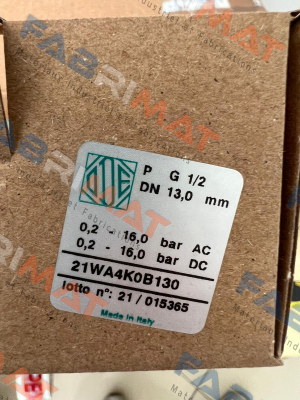 FABRIMAT
ODE
P G 1/2
DN 13,0 mm
0,2 - 16,0 bar AC
0,2 - 16,0 bar DC
21WA4K0B130
lotto n°: 21 / 015365
Made in Italy